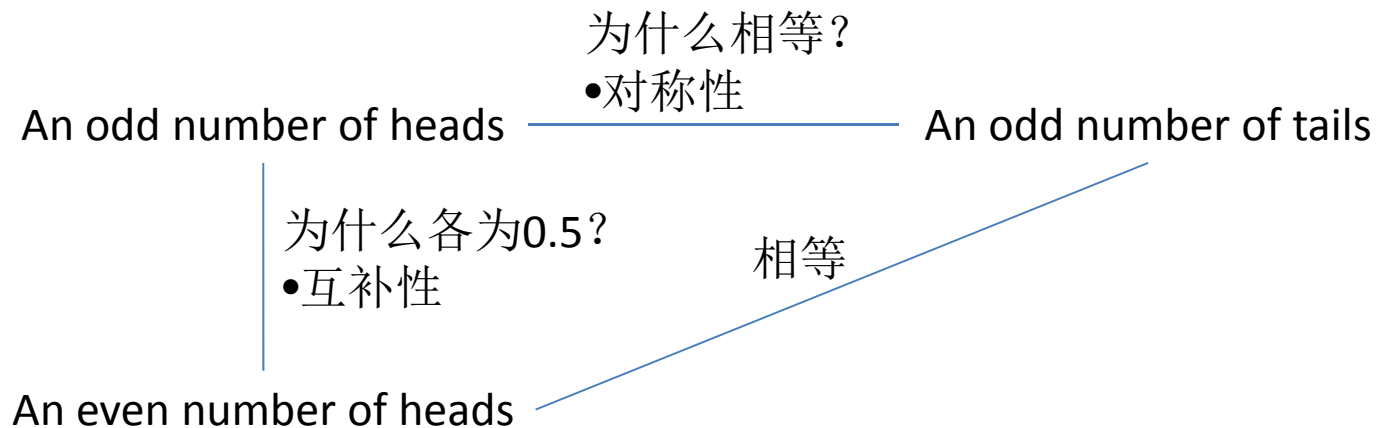 为什么相等?
•对称性
An odd number of heads
An odd number of tails
为什么各为0.5?
•互补性
相等
An even number of heads